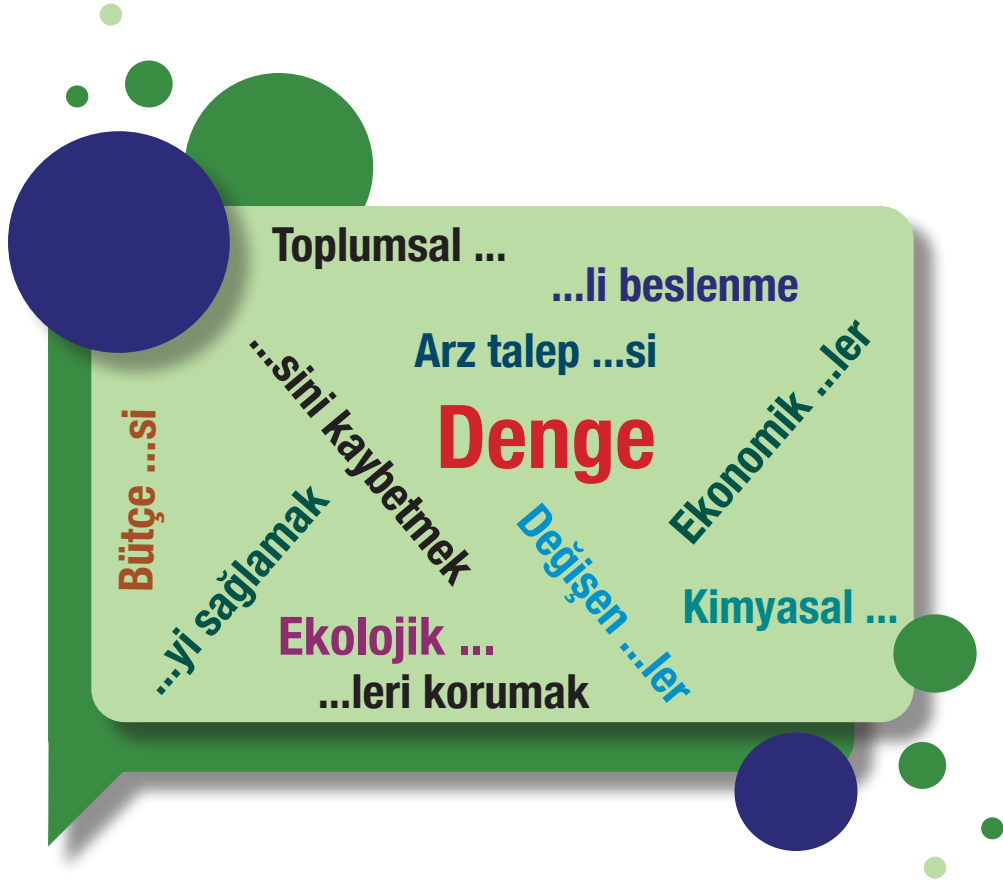 Toplumsal ...
...li beslenme
Arz talep ...si
...sini kaybetmek
Ekonomik ...ler
Denge
Bütçe ...si
...yi sağlamak
Değişen ...ler
Kimyasal ...
Ekolojik ...
...leri korumak